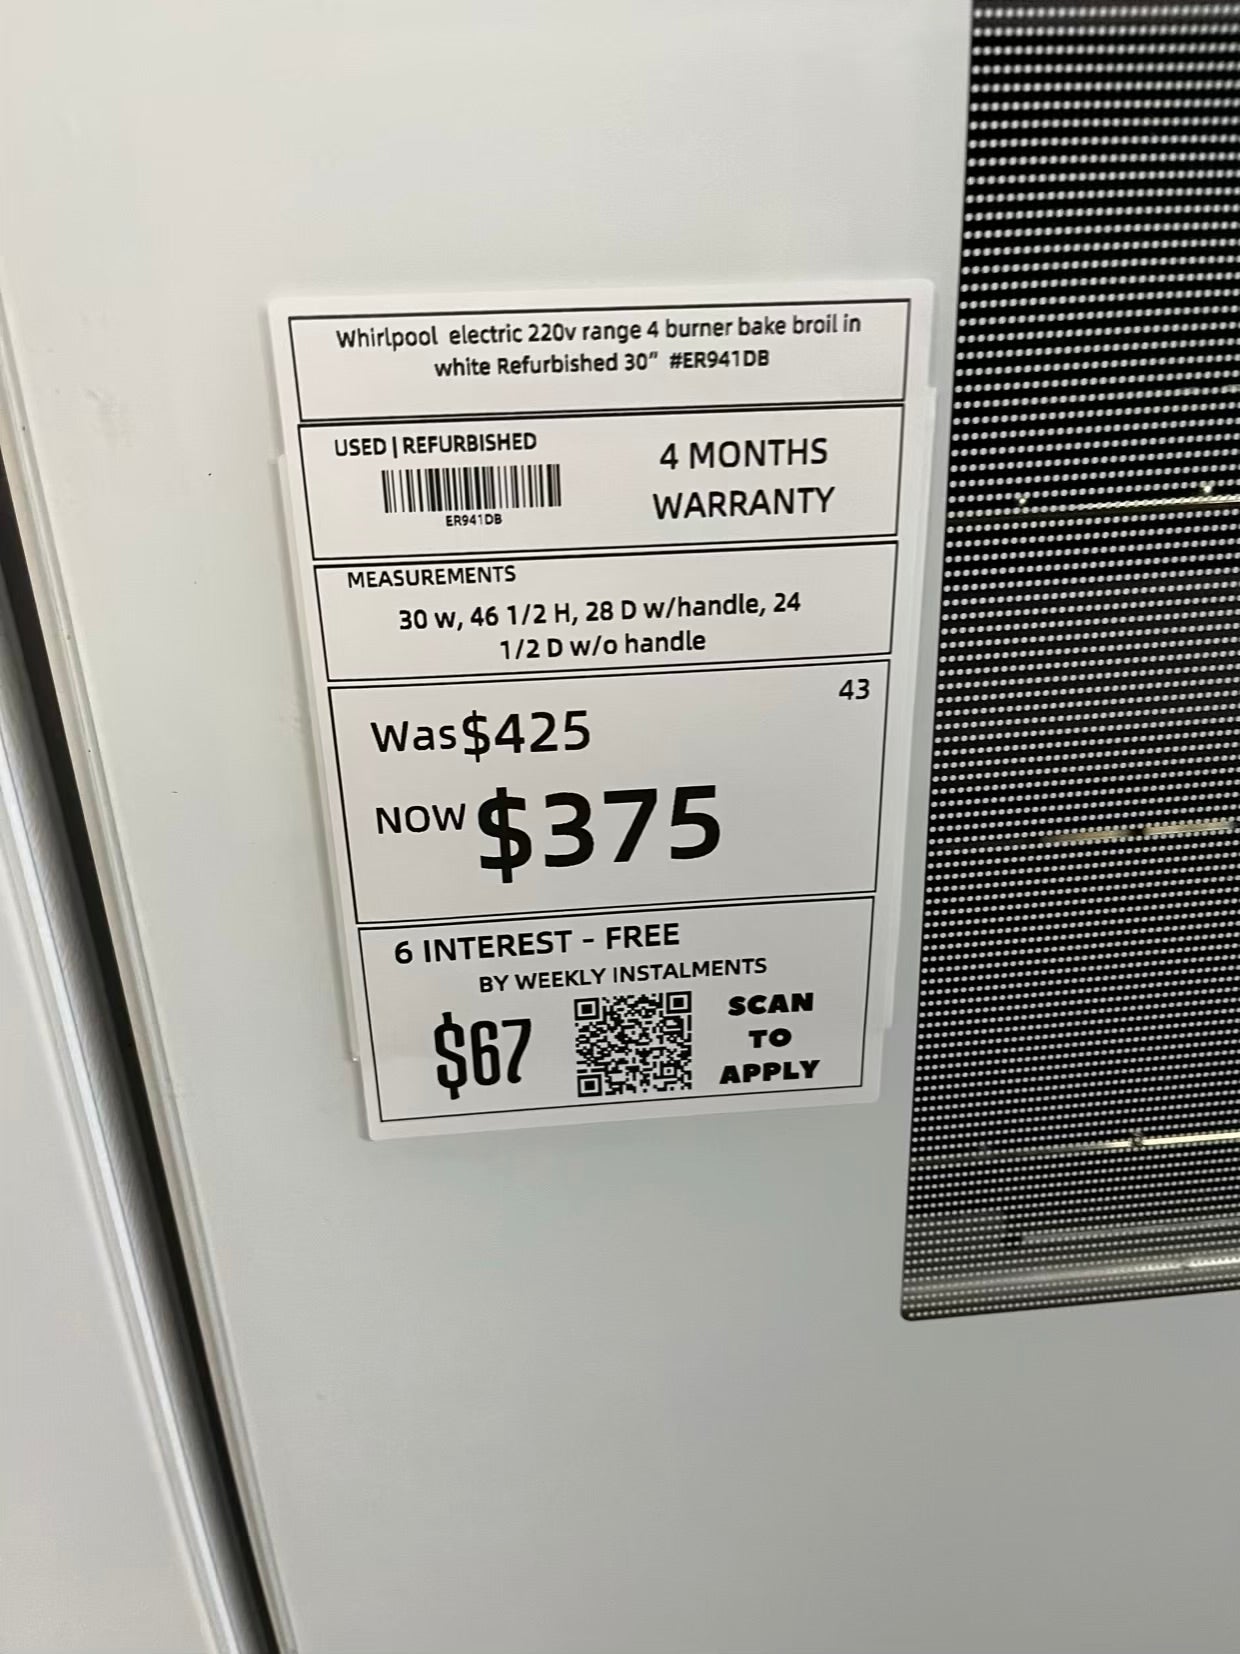 Whirlpool electric 220v range 4 burner bake broil in
white Refurbished 30” #ER941DB
USED | REFURBISHED
ER941DB
4 MONTHS
WARRANTY
MEASUREMENTS
30 w, 46 1/2 H, 28 D w/handle, 24
1/2 D w/o handle
43
Was $425
NOW $375
6 INTEREST - FREE
BY WEEKLY INSTALMENTS
$67
SCAN
TO
APPLY